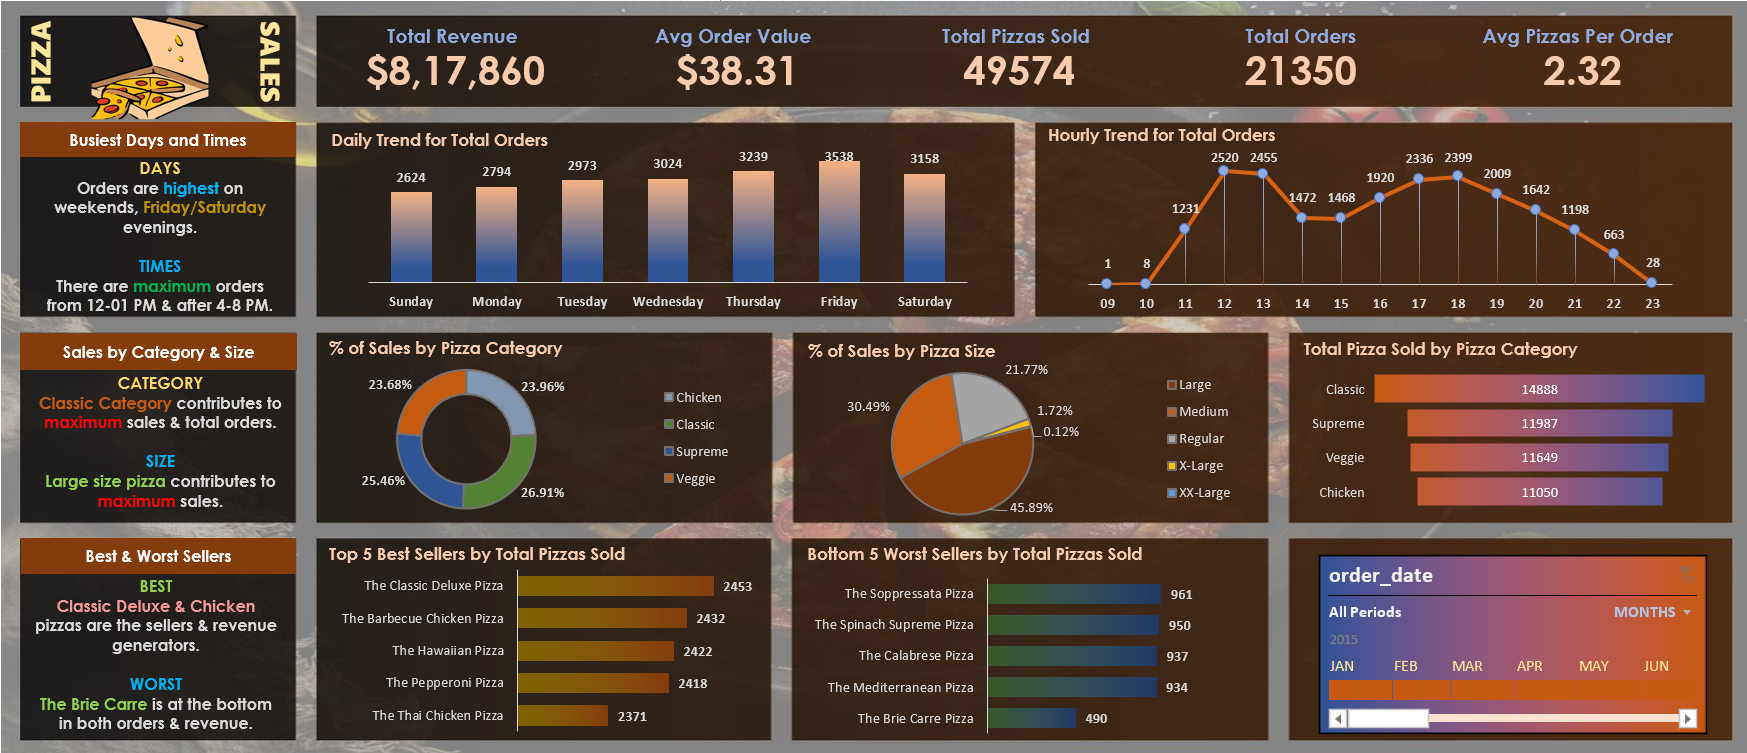 PIZZA
SALES
Total Revenue
$8,17,860
Avg Order Value
$38.31
Total Pizzas Sold
49574
Total Orders
21350
Avg Pizzas Per Order
2.32
Busiest Days and Times
DAYS
Orders are highest on
weekends, Friday/Saturday
evenings.
TIMES
There are maximum orders
from 12-01 PM & after 4-8 PM.
Daily Trend for Total Orders
2624
2794
2973
3024
3239
3538
3158
Sunday
Monday
Tuesday
Wednesday
Thursday
Friday
Saturday
Hourly Trend for Total Orders
1
8
1231
2520
2455
1472
1468
1920
2336
2399
2009
1642
1198
663
28
09
10
11
12
13
14
15
16
17
18
19
20
21
22
23
Sales by Category & Size
CATEGORY
Classic Category contributes to
maximum sales & total orders.
SIZE
Large size pizza contributes to
maximum sales.
% of Sales by Pizza Category
23.68%
23.96%
25.46%
26.91%
Chicken
Classic
Supreme
Veggie
% of Sales by Pizza Size
21.77%
30.49%
1.72%
0.12%
45.89%
Large
Medium
Regular
X-Large
XX-Large
Total Pizza Sold by Pizza Category
Classic 14888
Supreme 11987
Veggie 11649
Chicken 11050
Best & Worst Sellers
BEST
Classic Deluxe & Chicken
pizzas are the sellers & revenue
generators.
WORST
The Brie Carre is at the bottom
in both orders & revenue.
Top 5 Best Sellers by Total Pizzas Sold
The Classic Deluxe Pizza 2453
The Barbecue Chicken Pizza 2432
The Hawaiian Pizza 2422
The Pepperoni Pizza 2418
The Thai Chicken Pizza 2371
Bottom 5 Worst Sellers by Total Pizzas Sold
The Soppressata Pizza 961
The Spinach Supreme Pizza 950
The Calabrese Pizza 937
The Mediterranean Pizza 934
The Brie Carre Pizza 490
order_date
All Periods
MONTHS
2015
JAN
FEB
MAR
APR
MAY
JUN